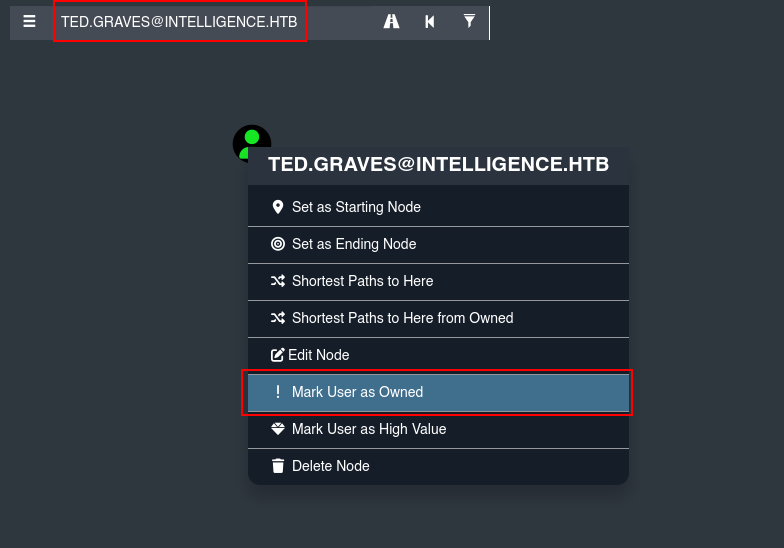 TED.GRAVES@INTELLIGENCE.HTB
TED.GRAVES@INTELLIGENCE.HTB
Set as Starting Node
Set as Ending Node
Shortest Paths to Here
Shortest Paths to Here from Owned
Edit Node
Mark User as Owned
Mark User as High Value
Delete Node